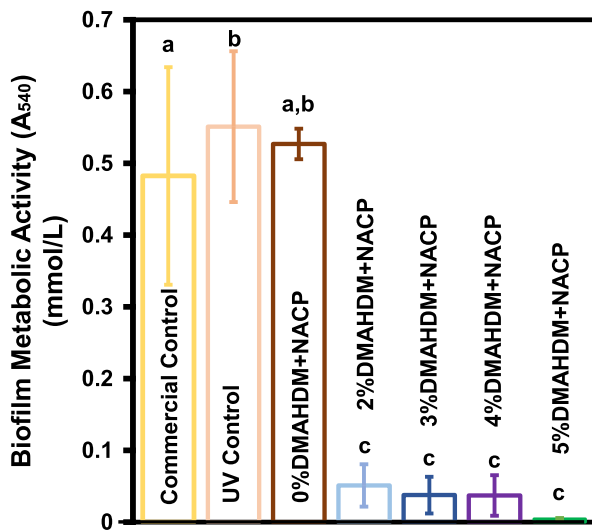 Biofilm Metabolic Activity (A540)
(mmol/L)
0.7
0.6
0.5
0.4
0.3
0.2
0.1
0
a
b
a,b
c
c
c
c
Commercial Control
UV Control
0%DMAHDM+NACP
2%DMAHDM+NACP
3%DMAHDM+NACP
4%DMAHDM+NACP
5%DMAHDM+NACP